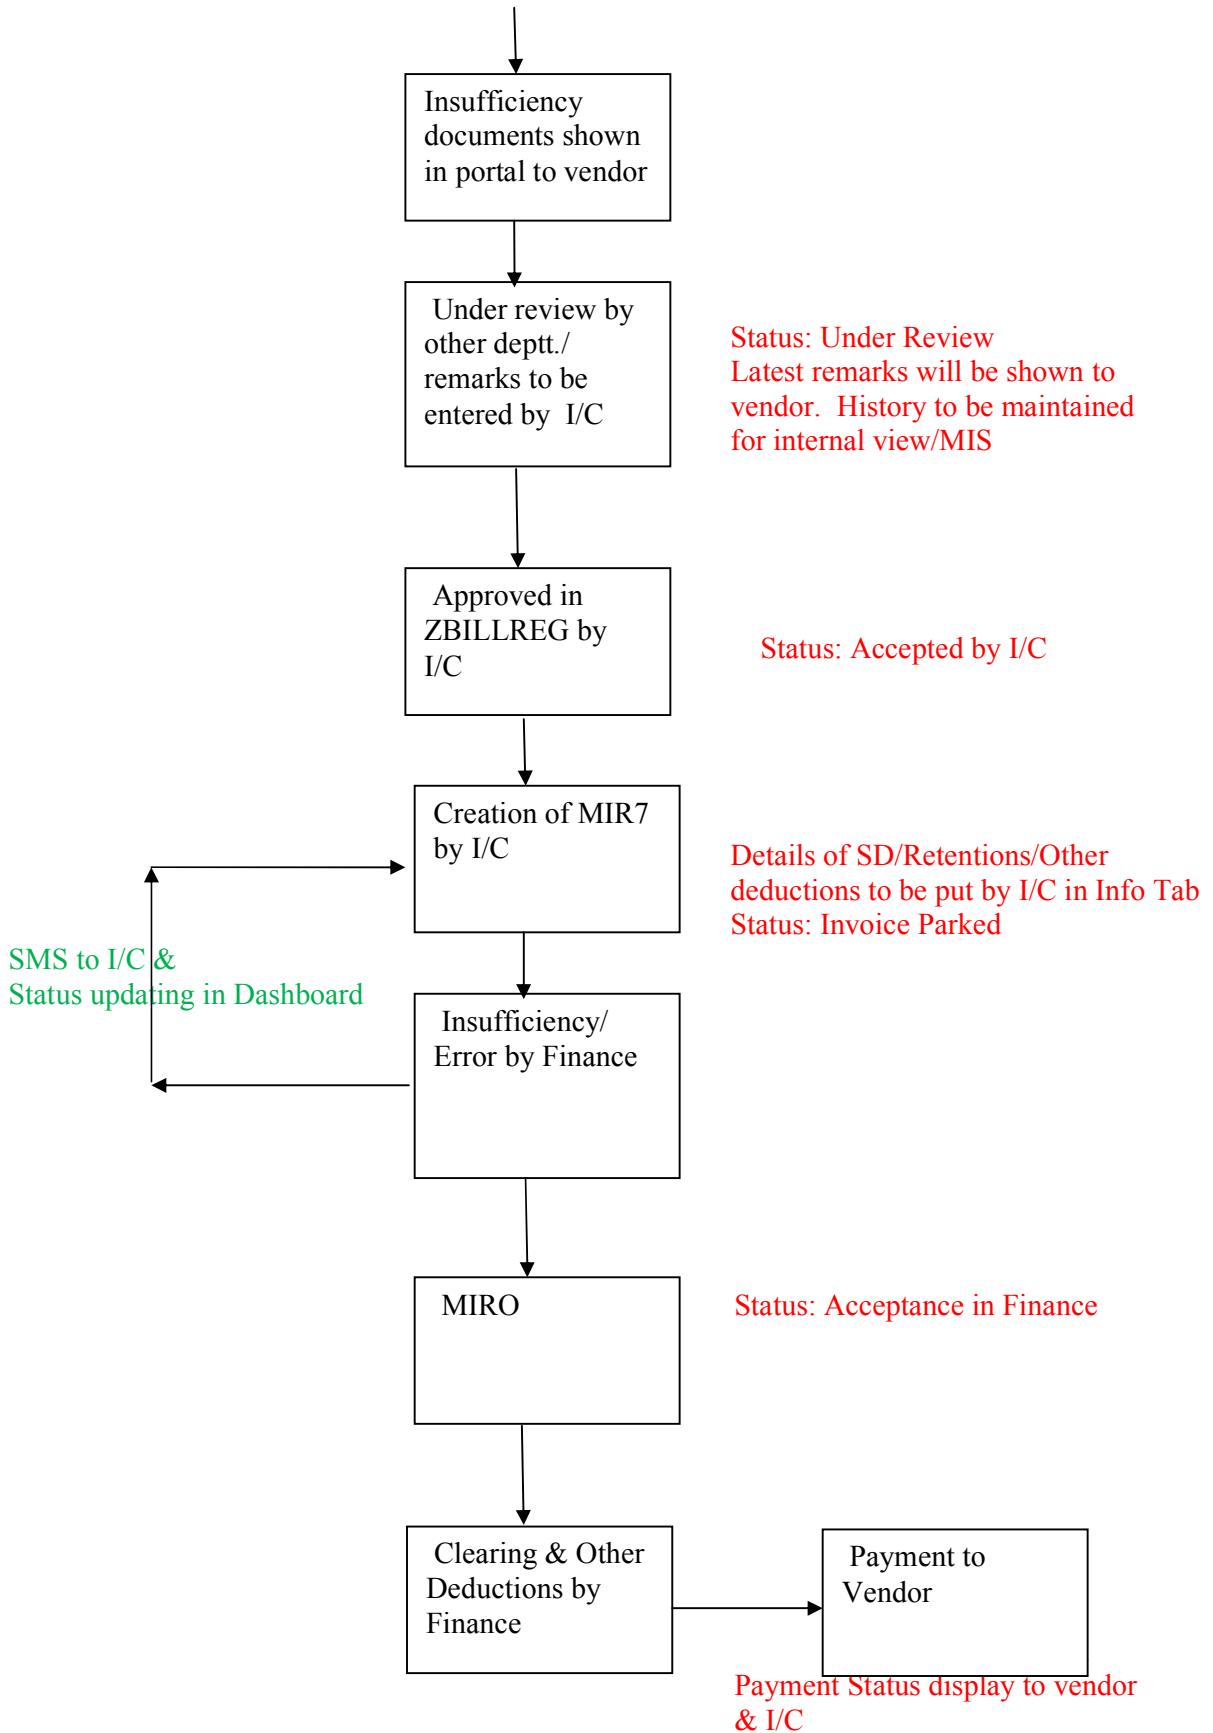 Insufficiency
documents shown
in portal to vendor
Under review by
other deptt./
remarks to be
entered by I/C
Status: Under Review
Latest remarks will be shown to
vendor. History to be maintained
for internal view/MIS
Approved in
ZBILLREG by
I/C
Status: Accepted by I/C
Creation of MIR7
by I/C
Details of SD/Retentions/Other
deductions to be put by I/C in Info Tab
Status: Invoice Parked
SMS to I/C &
Status updating in Dashboard
Insufficiency/
Error by Finance
MIRO
Status: Acceptance in Finance
Clearing & Other
Deductions by
Finance
Payment to
Vendor
Payment Status display to vendor
& I/C